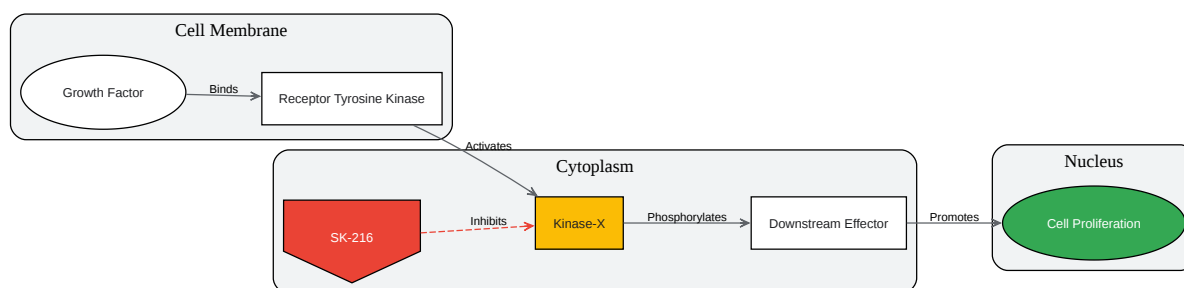 Cell Membrane
Growth Factor
Binds
Receptor Tyrosine Kinase
Activates
Cytoplasm
SK-216
Inhibits
Kinase-X
Phosphorylates
Downstream Effector
Promotes
Nucleus
Cell Proliferation